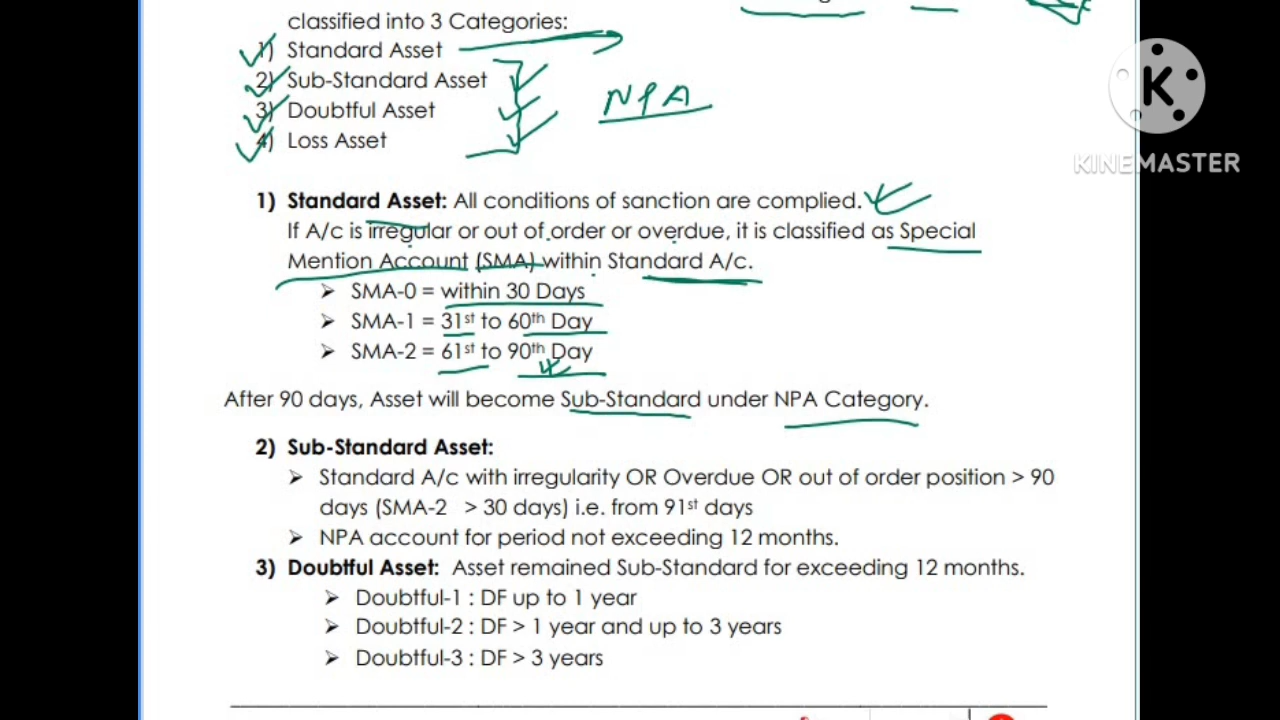 classified into 3 Categories:
1) Standard Asset
2) Sub-Standard Asset
3) Doubtful Asset
4) Loss Asset
NPA
K
KINEMASTER
1) Standard Asset: All conditions of sanction are complied.
If A/c is irregular or out of order or overdue, it is classified as Special
Mention Account (SMA) within Standard A/c.
➢ SMA-0 = within 30 Days
➢ SMA-1 = 31st to 60th Day
➢ SMA-2 = 61st to 90th Day
After 90 days, Asset will become Sub-Standard under NPA Category.
2) Sub-Standard Asset:
➢ Standard A/c with irregularity OR Overdue OR out of order position > 90
days (SMA-2 > 30 days) i.e. from 91st days
➢ NPA account for period not exceeding 12 months.
3) Doubtful Asset: Asset remained Sub-Standard for exceeding 12 months.
➢ Doubtful-1 : DF up to 1 year
➢ Doubtful-2 : DF > 1 year and up to 3 years
➢ Doubtful-3 : DF > 3 years